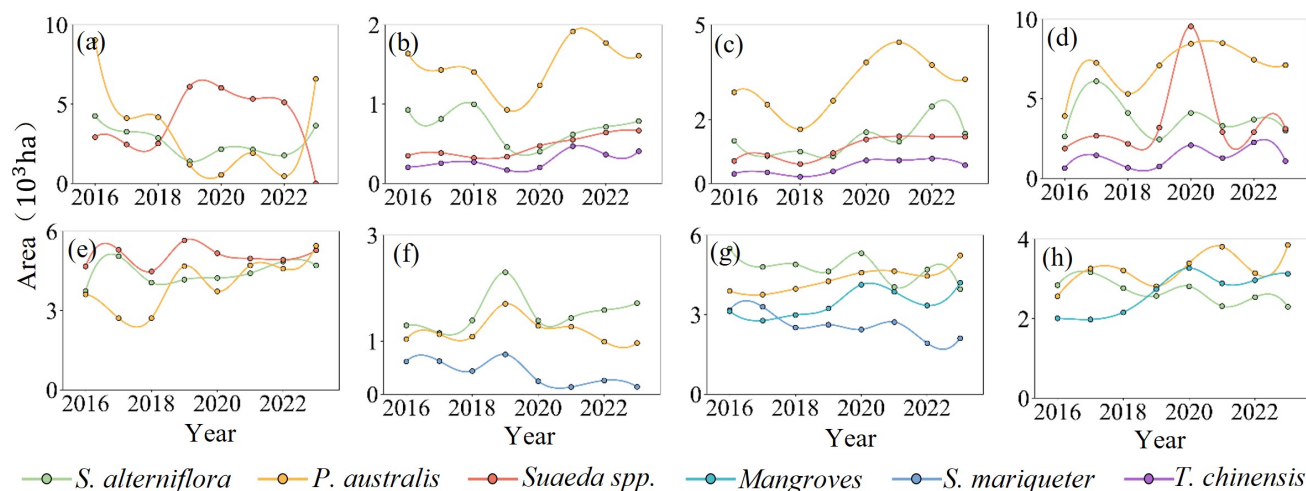 10
5
0
(a)
2016 2018 2020 2022
2
1
0
(b)
2016 2018 2020 2022
5
2
0
(c)
2016 2018 2020 2022
10
5
0
(d)
2016 2018 2020 2022
Area (10³ha)
6
3
0
(e)
2016 2018 2020 2022
Year
3
1
0
(f)
2016 2018 2020 2022
Year
6
3
0
(g)
2016 2018 2020 2022
Year
4
2
0
(h)
2016 2018 2020 2022
Year
S. alterniflora P. australis Suaeda spp. Mangroves S. mariqueter T. chinensis